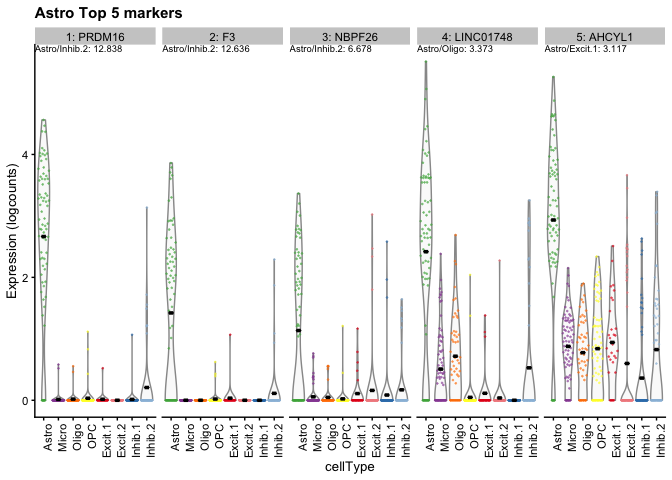 Astro Top 5 markers
1: PRDM16
2: F3
3: NBPF26
4: LINC01748
5: AHCYL1
Astro/Inhib.2: 12.838
Astro/Inhib.2: 12.636
Astro/Inhib.2: 6.678
Astro/Oligo: 3.373
Astro/Excit.1: 3.117
Expression (logcounts)
4
2
0
Astro
Micro
Oligo
OPC
Excit.1
Excit.2
Inhib.1
Inhib.2
Astro
Micro
Oligo
OPC
Excit.1
Excit.2
Inhib.1
Inhib.2
Astro
Micro
Oligo
OPC
Excit.1
Excit.2
Inhib.1
Inhib.2
Astro
Micro
Oligo
OPC
Excit.1
Excit.2
Inhib.1
Inhib.2
Astro
Micro
Oligo
OPC
Excit.1
Excit.2
Inhib.1
Inhib.2
cellType